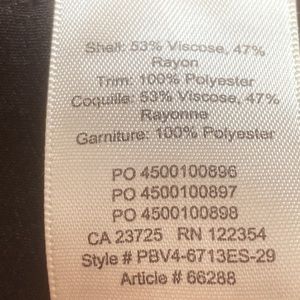 Shell: 53% Viscose, 47%
Rayon
Trim: 100% Polyester
Coquille: 53% Viscose, 47%
Rayonne
Garniture: 100% Polyester
PO 4500100896
PO 4500100897
PO 4500100898
CA 23725 RN 122354
Style # PBV4-6713ES-29
Article # 66288